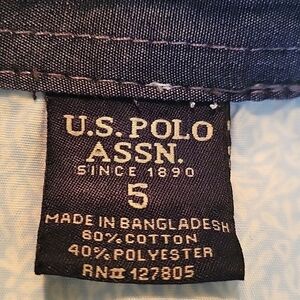 U.S. POLO
ASSN.
SINCE 1890
5
MADE IN BANGLADESH
60% COTTON
40% POLYESTER
RN# 127805